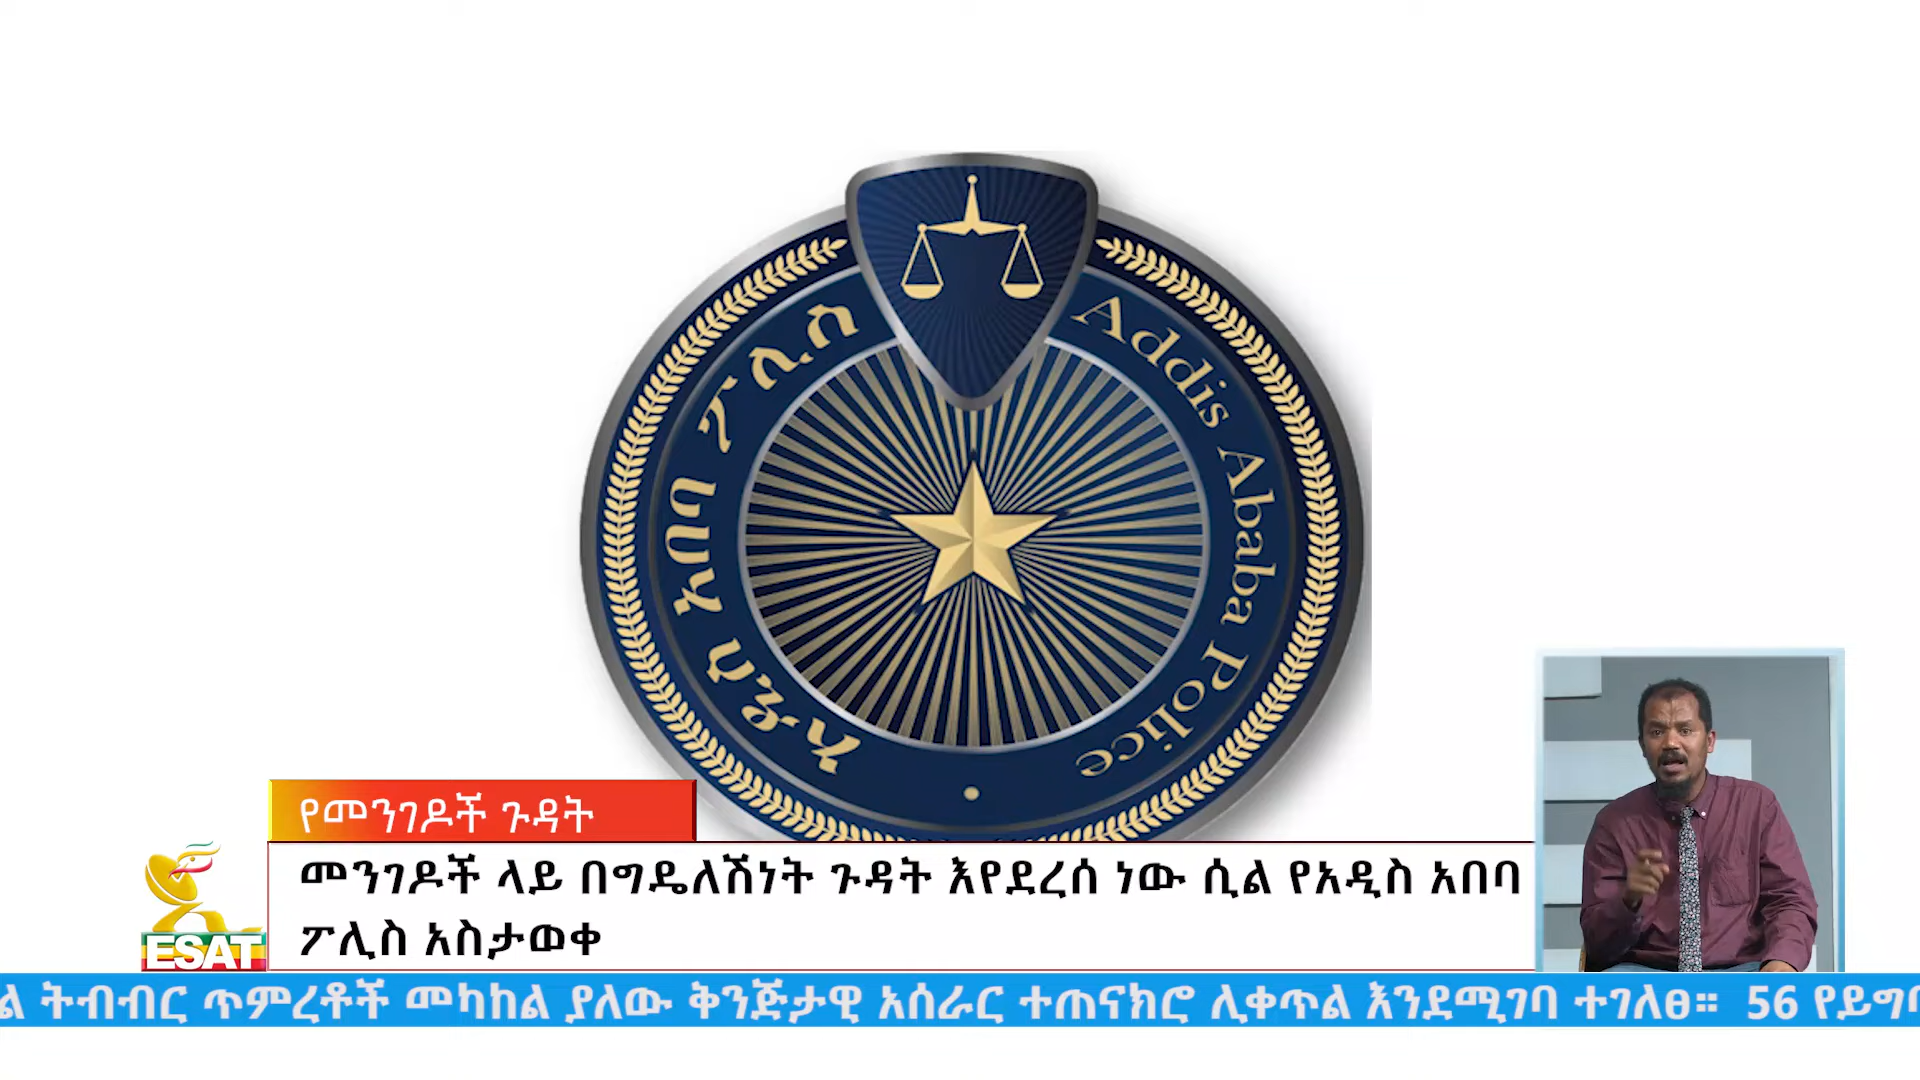 አዲስ አበባ ፖሊስ
Addis Ababa Police
የመንገዶች ጉዳት
መንገዶች ላይ በግዴለሽነት ጉዳት እየደረሰ ነው ሲል የአዲስ አበባ
ፖሊስ አስታወቀ
ESAT
ል ትብብር ጥምረቶች መካከል ያለው ቅንጅታዊ አሰራር ተጠናክሮ ሊቀጥል እንደሚገባ ተገለፀ። 56 የይግባ